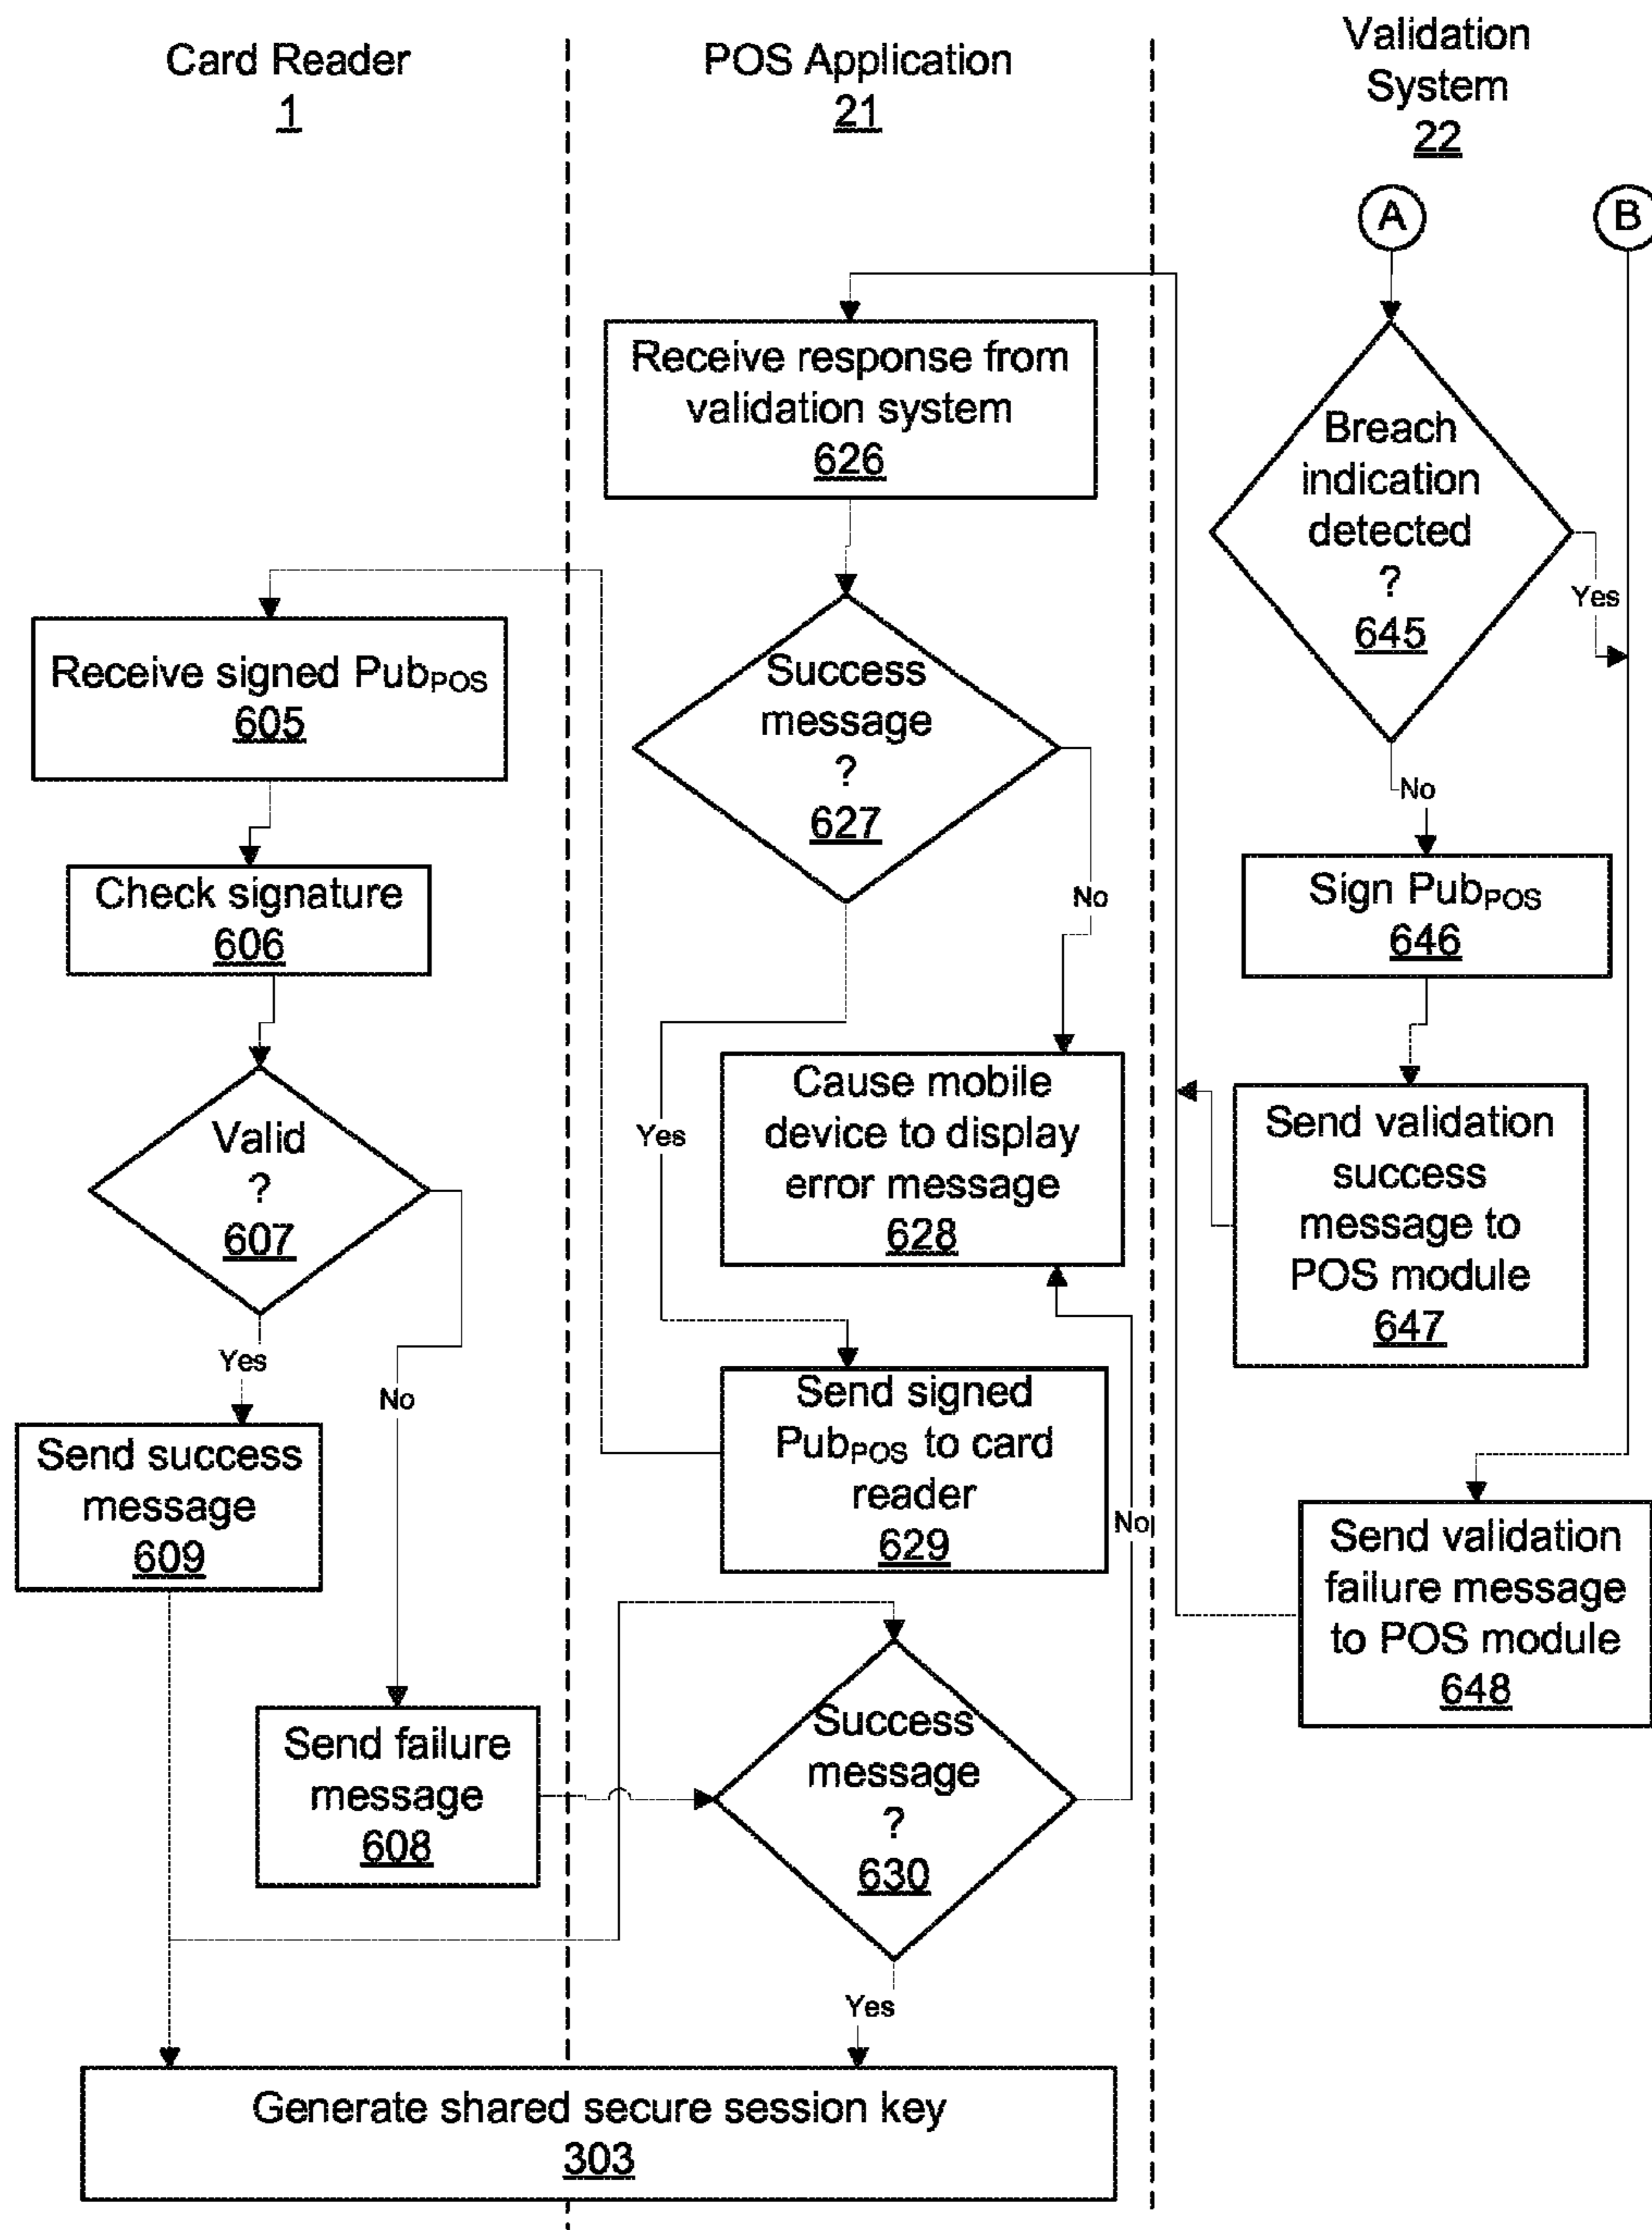 Card Reader
1
POS Application
21
Validation
System
22
A
B
Receive response from
validation system
626
Breach
indication
detected
?
645
Yes
No
Receive signed PubPOS
605
Success
message
?
627
No
Yes
Check signature
606
Sign PubPOS
646
Valid
?
607
Yes
No
Cause mobile
device to display
error message
628
Send validation
success
message to
POS module
647
Send success
message
609
Send signed
PubPOS to card
reader
629
No
Send validation
failure message
to POS module
648
Send failure
message
608
Success
message
?
630
Yes
Generate shared secure session key
303